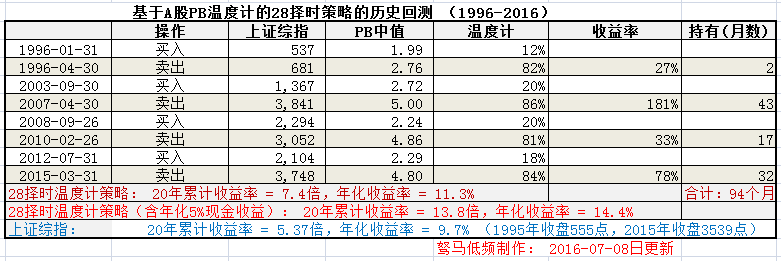 基于A股PB温度计的28择时策略的历史回测 （1996-2016）
操作 上证综指 PB中值 温度计 收益率 持有(月数)
1996-01-31 买入 537 1.99 12%
1996-04-30 卖出 681 2.76 82% 27% 2
2003-09-30 买入 1,367 2.72 20%
2007-04-30 卖出 3,841 5.00 86% 181% 43
2008-09-26 买入 2,294 2.24 20%
2010-02-26 卖出 3,052 4.86 81% 33% 17
2012-07-31 买入 2,104 2.29 18%
2015-03-31 卖出 3,748 4.80 84% 78% 32
28择时温度计策略： 20年累计收益率 = 7.4倍，年化收益率 = 11.3% 合计：94个月
28择时温度计策略（含年化5%现金收益）： 20年累计收益率 = 13.8倍，年化收益率 = 14.4%
上证综指： 20年累计收益率 = 5.37倍，年化收益率 = 9.7% （1995年收盘555点，2015年收盘3539点）
驽马低频制作： 2016-07-08日更新